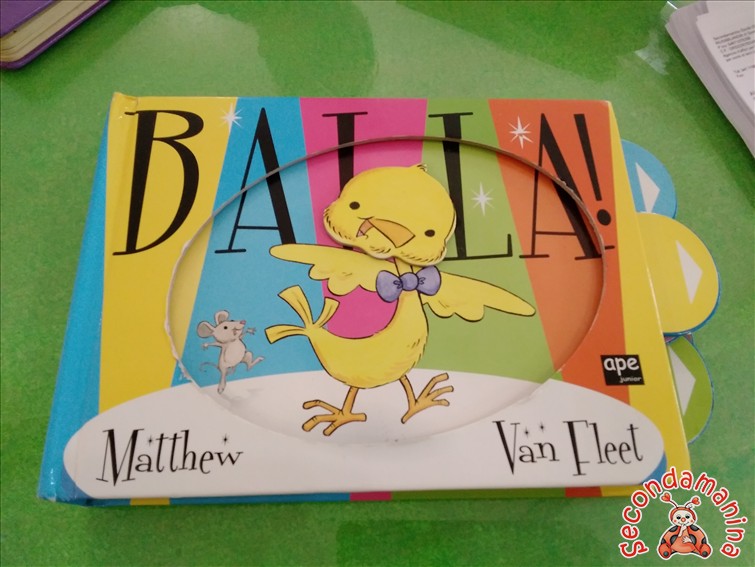 BALLA!
ape
junior
Matthew Van Fleet
Secondamanina